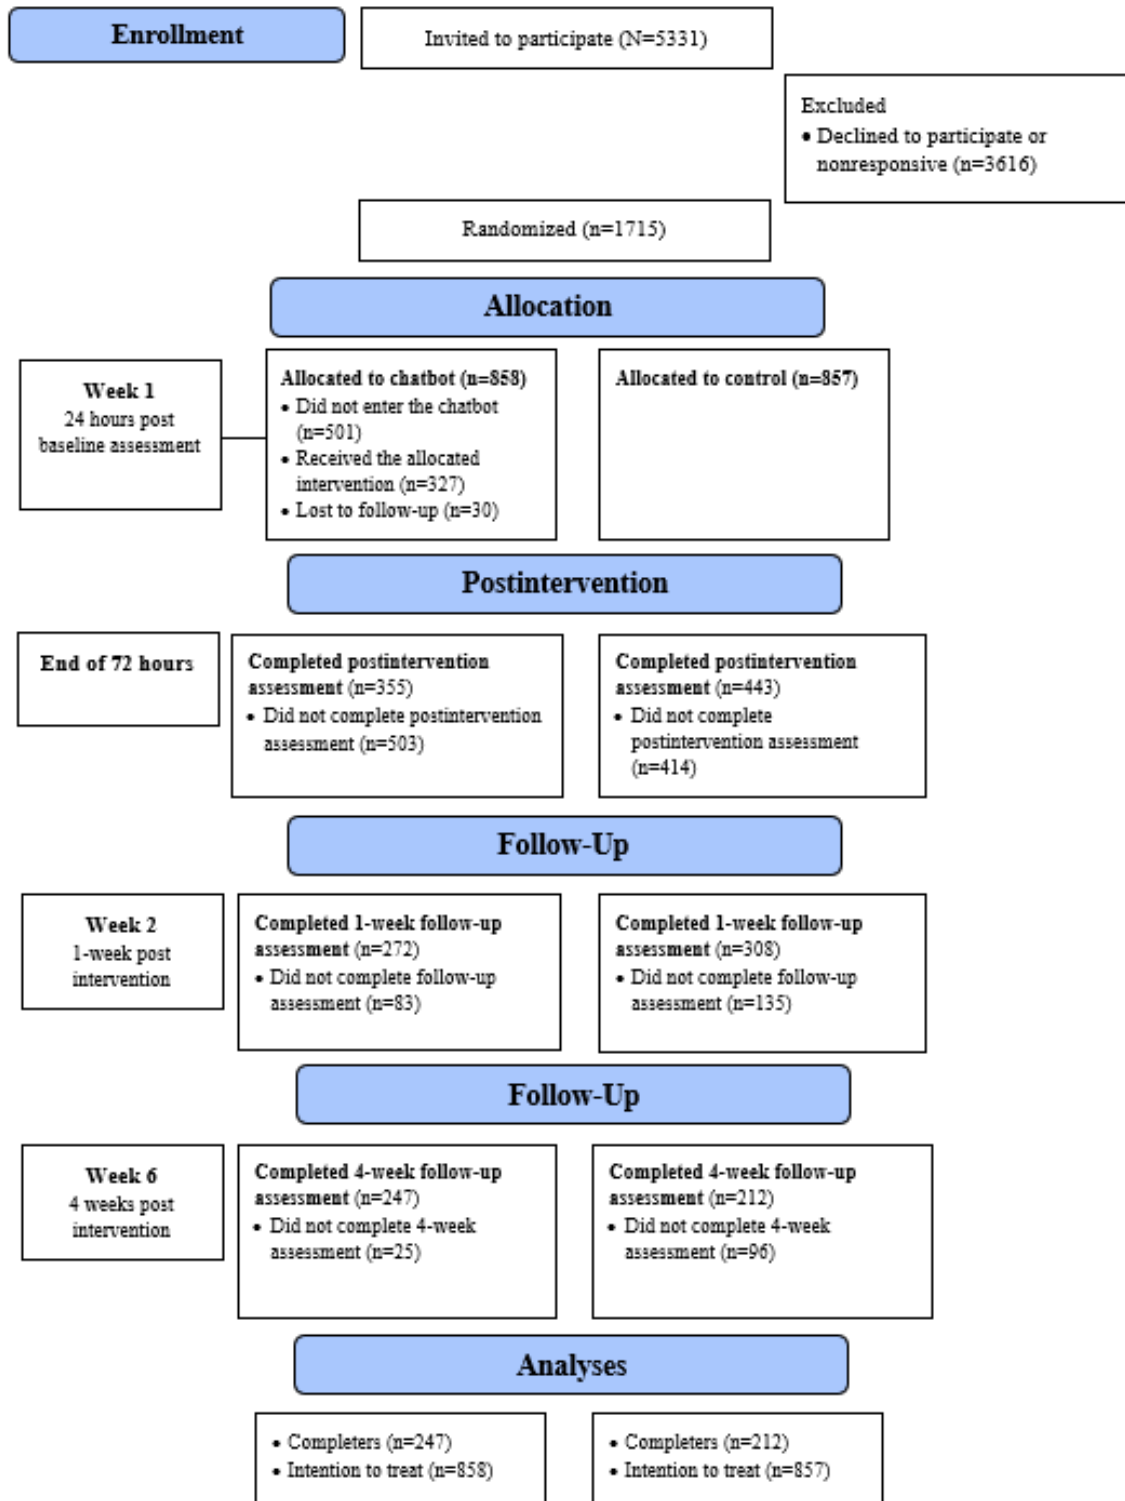 Enrollment
Invited to participate (N=5331)
Excluded
• Declined to participate or
nonresponsive (n=3616)
Randomized (n=1715)
Allocation
Week 1
24 hours post
baseline assessment
Allocated to chatbot (n=858)
• Did not enter the chatbot
(n=501)
• Received the allocated
intervention (n=327)
• Lost to follow-up (n=30)
Allocated to control (n=857)
Postintervention
End of 72 hours
Completed postintervention
assessment (n=355)
• Did not complete postintervention
assessment (n=503)
Completed postintervention
assessment (n=443)
• Did not complete
postintervention assessment
(n=414)
Follow-Up
Week 2
1-week post
intervention
Completed 1-week follow-up
assessment (n=272)
• Did not complete follow-up
assessment (n=83)
Completed 1-week follow-up
assessment (n=308)
• Did not complete follow-up
assessment (n=135)
Follow-Up
Week 6
4 weeks post
intervention
Completed 4-week follow-up
assessment (n=247)
• Did not complete 4-week
assessment (n=25)
Completed 4-week follow-up
assessment (n=212)
• Did not complete 4-week
assessment (n=96)
Analyses
• Completers (n=247)
• Intention to treat (n=858)
• Completers (n=212)
• Intention to treat (n=857)